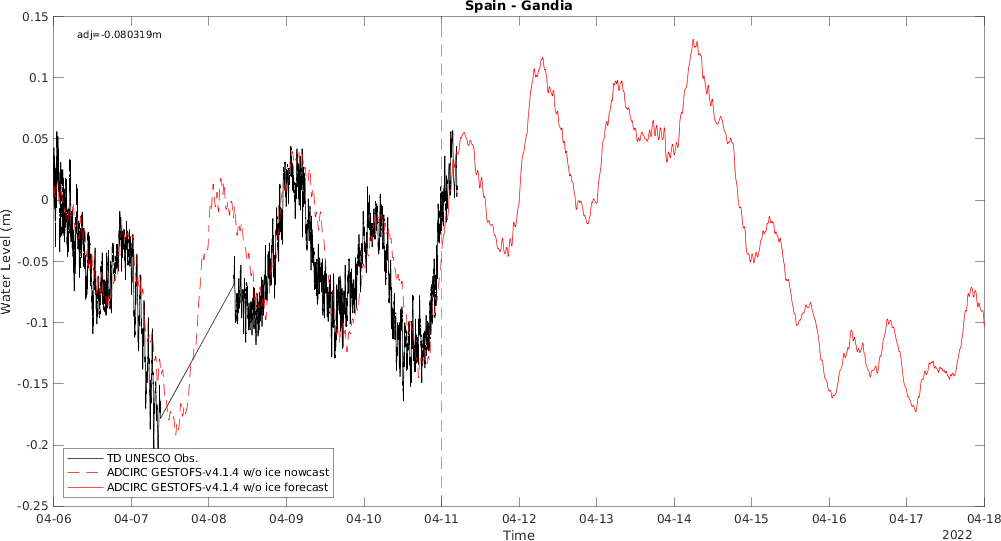 Spain - Gandia
adj=-0.080319m
0.15
0.1
0.05
0
-0.05
-0.1
-0.15
-0.2
-0.25
Water Level (m)
TD UNESCO Obs.
ADCIRC GESTOFS-v4.1.4 w/o ice nowcast
ADCIRC GESTOFS-v4.1.4 w/o ice forecast
04-06 04-07 04-08 04-09 04-10 04-11 04-12 04-13 04-14 04-15 04-16 04-17 04-18
Time
2022